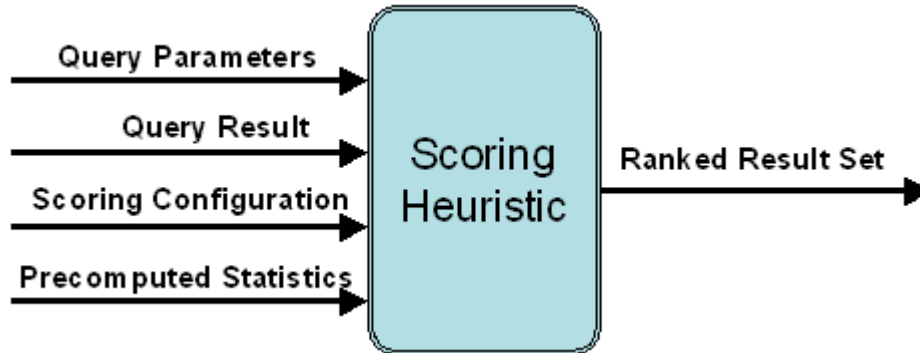 Query Parameters
Query Result
Scoring Configuration
Precomputed Statistics
Scoring
Heuristic
Ranked Result Set